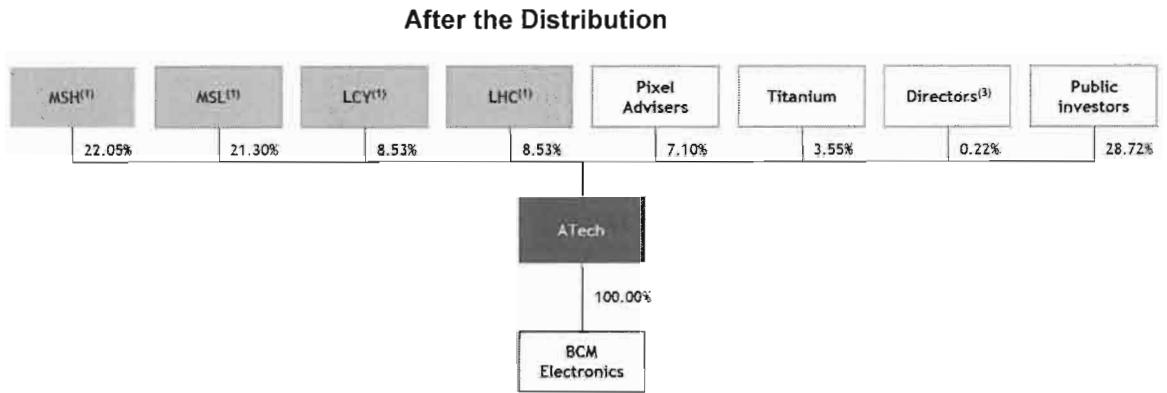 After the Distribution
MSH(1)
MSL(1)
LCY(1)
LHC(1)
Pixel
Advisers
Titanium
Directors(3)
Public
investors
22.05%
21.30%
8.53%
8.53%
7.10%
3.55%
0.22%
28.72%
ATech
100.00%
BCM
Electronics